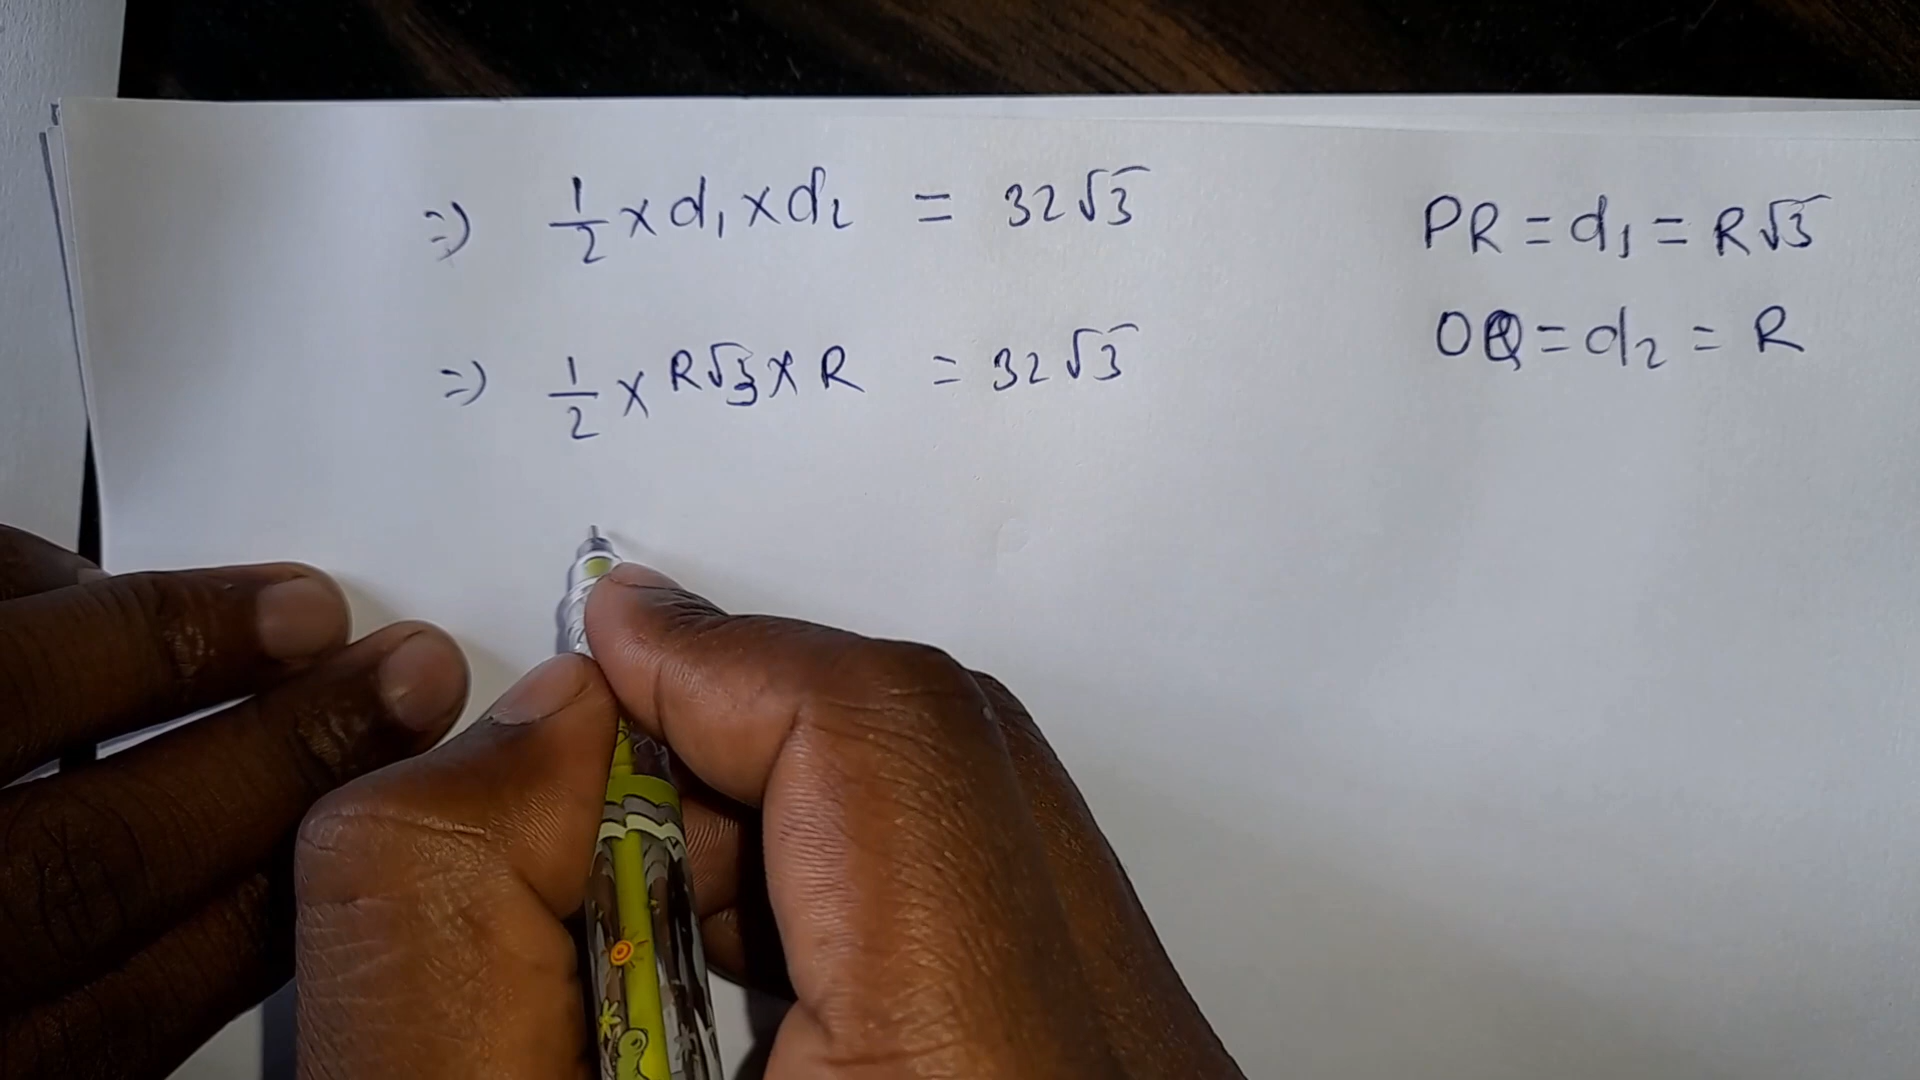 ⇒ 1/2 × d₁ × d₂ = 32√3
⇒ 1/2 × R√3 × R = 32√3
PR = d₁ = R√3
OQ = d₂ = R